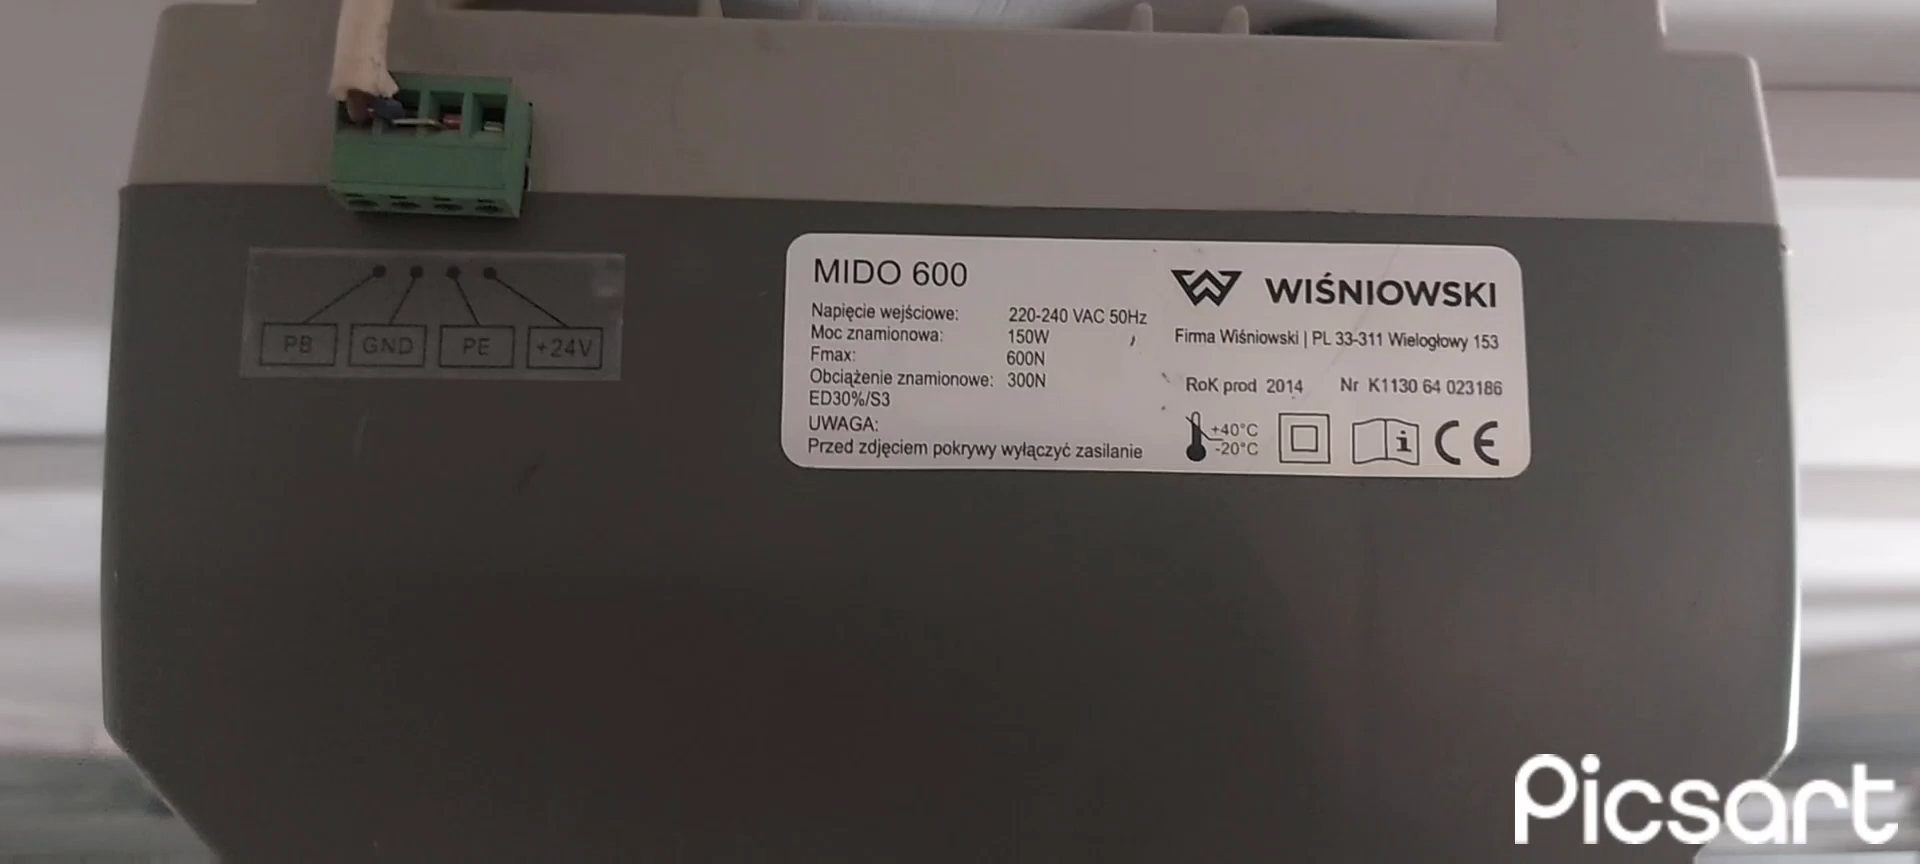 PB GND PE +24V
MIDO 600
Napięcie wejściowe: 220-240 VAC 50Hz
Moc znamionowa: 150W
Fmax: 600N
Obciążenie znamionowe: 300N
ED30%/S3
UWAGA:
Przed zdjęciem pokrywy wyłączyć zasilanie
WIŚNIOWSKI
Firma Wiśniowski | PL 33-311 Wielogłowy 153
RoK prod 2014 Nr K1130 64 023186
+40°C
-20°C
i CE
Picsart